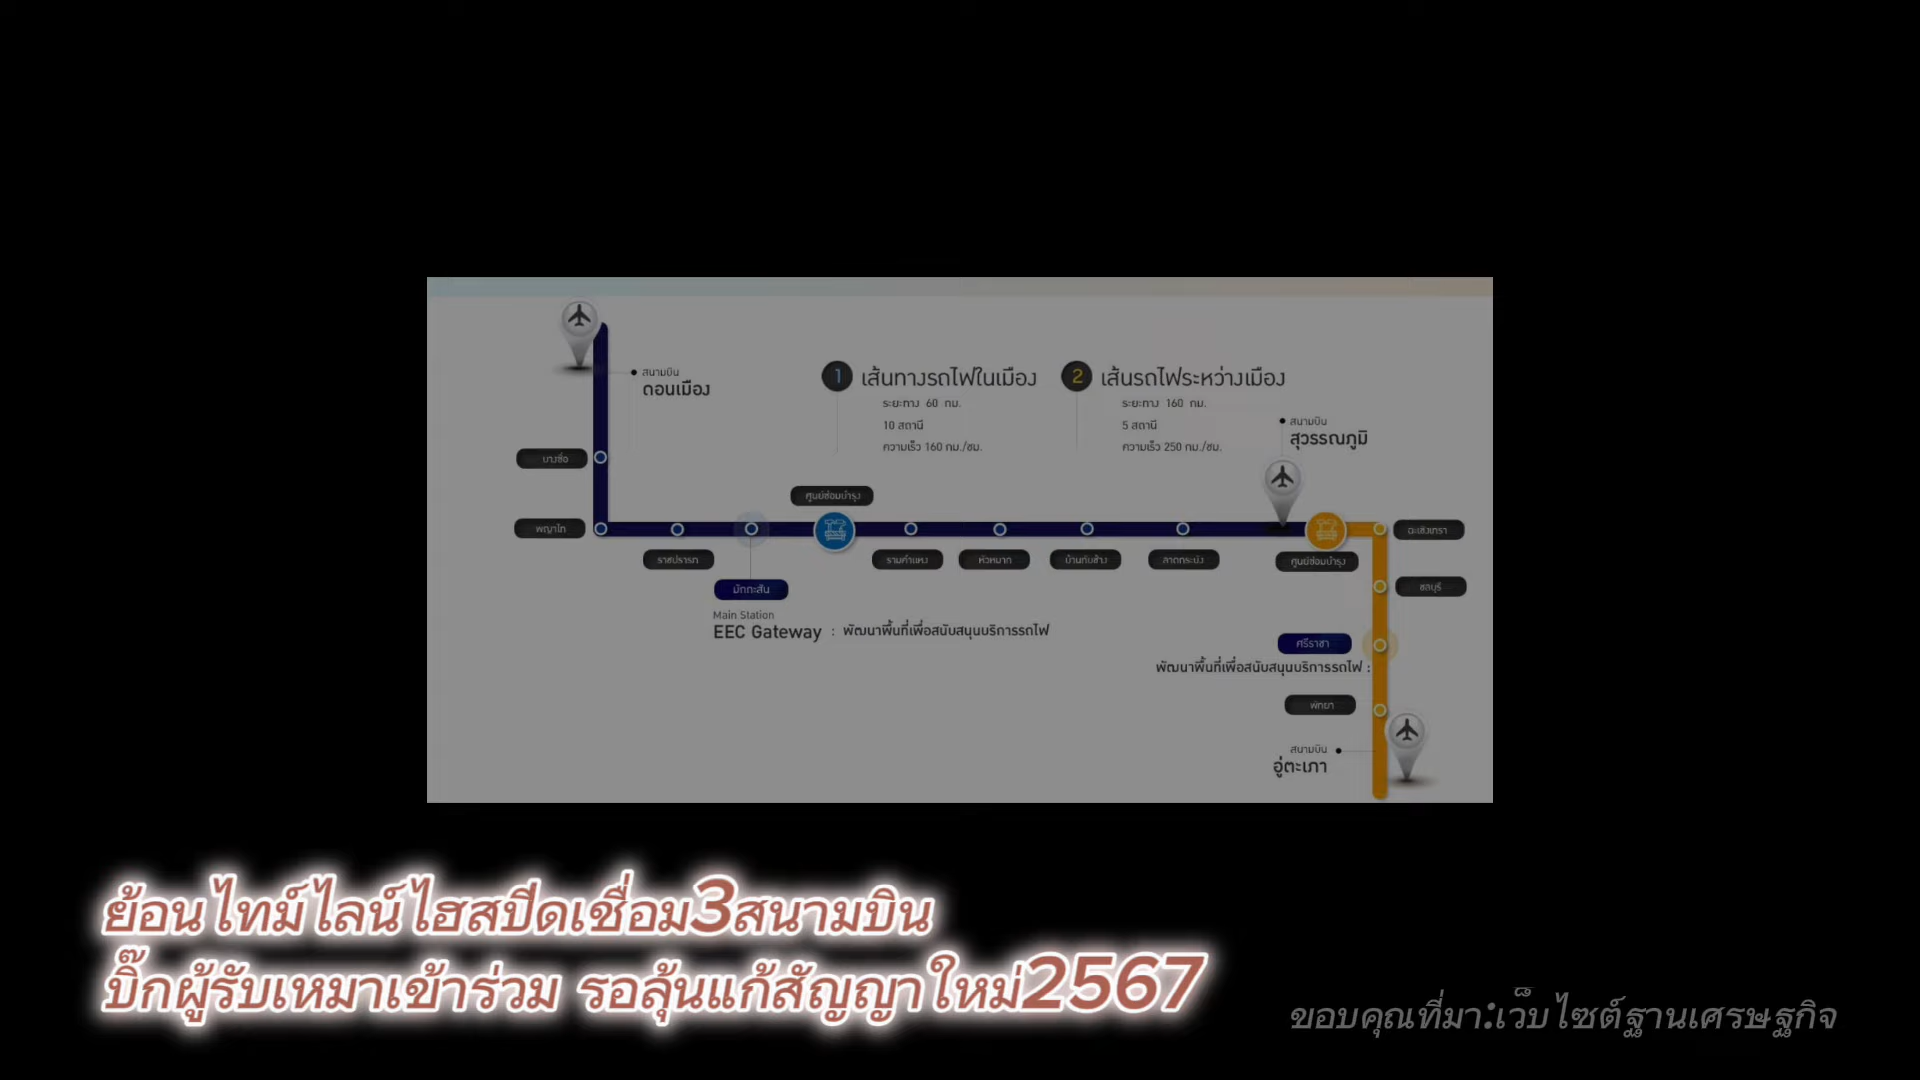 สนามบิน
ดอนเมือง
1 เส้นทางรถไฟในเมือง
ระยะทาง 60 กม.
10 สถานี
ความเร็ว 160 กม./ชม.
2 เส้นรถไฟระหว่างเมือง
ระยะทาง 160 กม.
5 สถานี
ความเร็ว 250 กม./ชม.
สนามบิน
สุวรรณภูมิ
บางซื่อ
ศูนย์ซ่อมบำรุง
พญาไท
ฉะเชิงเทรา
ราชปรารภ
รามคำแหง
หัวหมาก
บ้านทับช้าง
ลาดกระบัง
ศูนย์ซ่อมบำรุง
มักกะสัน
ชลบุรี
Main Station
EEC Gateway : พัฒนาพื้นที่เพื่อสนับสนุนบริการรถไฟ
ศรีราชา
พัฒนาพื้นที่เพื่อสนับสนุนบริการรถไฟ :
พัทยา
สนามบิน
อู่ตะเภา
ย้อนไทม์ไลน์ไฮสปีดเชื่อม3สนามบิน
บิ๊กผู้รับเหมาเข้าร่วม รอลุ้นแก้สัญญาใหม่2567
ขอบคุณที่มา:เว็บไซต์ฐานเศรษฐกิจ